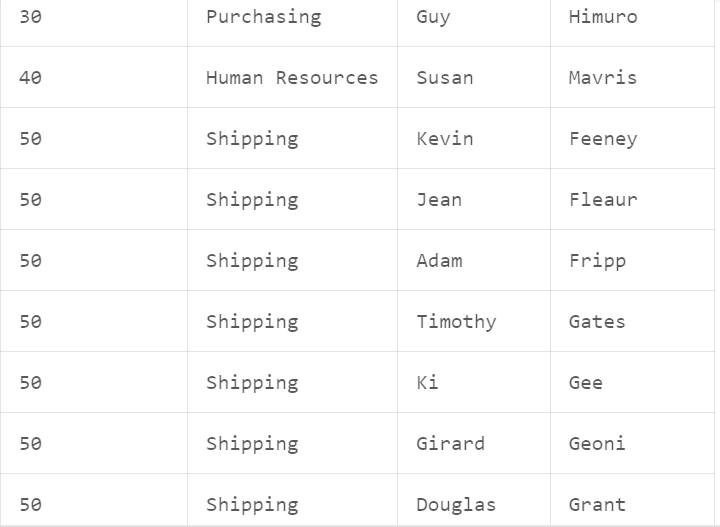 30 Purchasing Guy Himuro
40 Human Resources Susan Mavris
50 Shipping Kevin Feeney
50 Shipping Jean Fleaur
50 Shipping Adam Fripp
50 Shipping Timothy Gates
50 Shipping Ki Gee
50 Shipping Girard Geoni
50 Shipping Douglas Grant